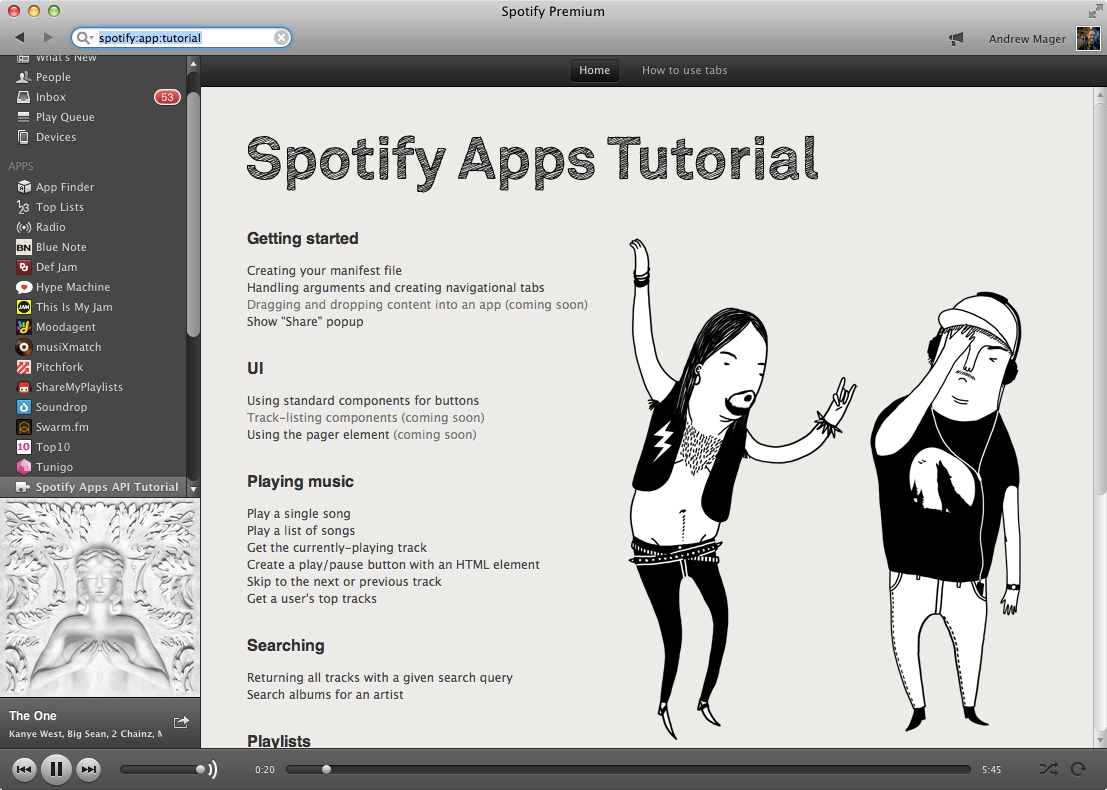 Spotify Premium
spotify:app:tutorial
Andrew Mager
What's New
People
Inbox 53
Play Queue
Devices
APPS
App Finder
Top Lists
Radio
BN Blue Note
Def Jam
Hype Machine
JAM This Is My Jam
Moodagent
musiXmatch
Pitchfork
ShareMyPlaylists
Soundrop
Swarm.fm
10 Top10
Tunigo
Spotify Apps API Tutorial
The One
Kanye West, Big Sean, 2 Chainz,
Home How to use tabs
Spotify Apps Tutorial
Getting started
Creating your manifest file
Handling arguments and creating navigational tabs
Dragging and dropping content into an app (coming soon)
Show "Share" popup
UI
Using standard components for buttons
Track-listing components (coming soon)
Using the pager element (coming soon)
Playing music
Play a single song
Play a list of songs
Get the currently-playing track
Create a play/pause button with an HTML element
Skip to the next or previous track
Get a user's top tracks
Searching
Returning all tracks with a given search query
Search albums for an artist
Playlists
0:20 5:45